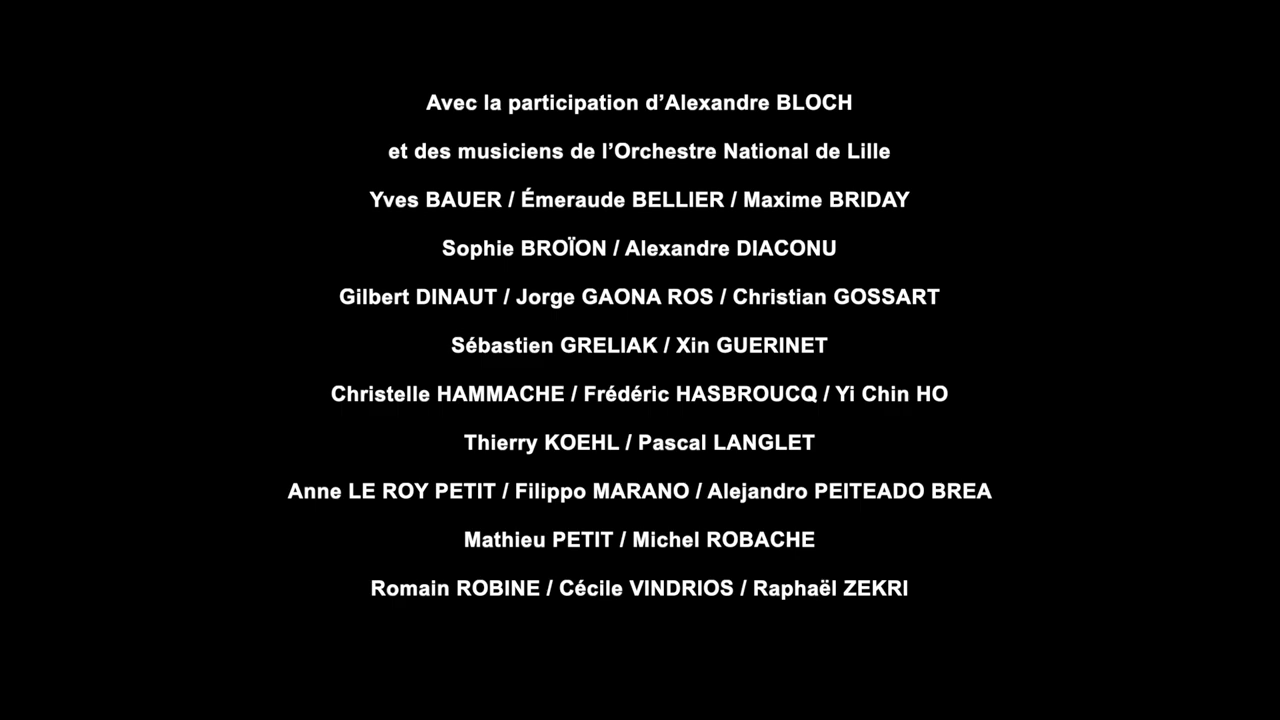 Avec la participation d’Alexandre BLOCH
et des musiciens de l’Orchestre National de Lille
Yves BAUER / Émeraude BELLIER / Maxime BRIDAY
Sophie BROÏON / Alexandre DIACONU
Gilbert DINAUT / Jorge GAONA ROS / Christian GOSSART
Sébastien GRELIAK / Xin GUERINET
Christelle HAMMACHE / Frédéric HASBROUCQ / Yi Chin HO
Thierry KOEHL / Pascal LANGLET
Anne LE ROY PETIT / Filippo MARANO / Alejandro PEITEADO BREA
Mathieu PETIT / Michel ROBACHE
Romain ROBINE / Cécile VINDRIOS / Raphaël ZEKRI